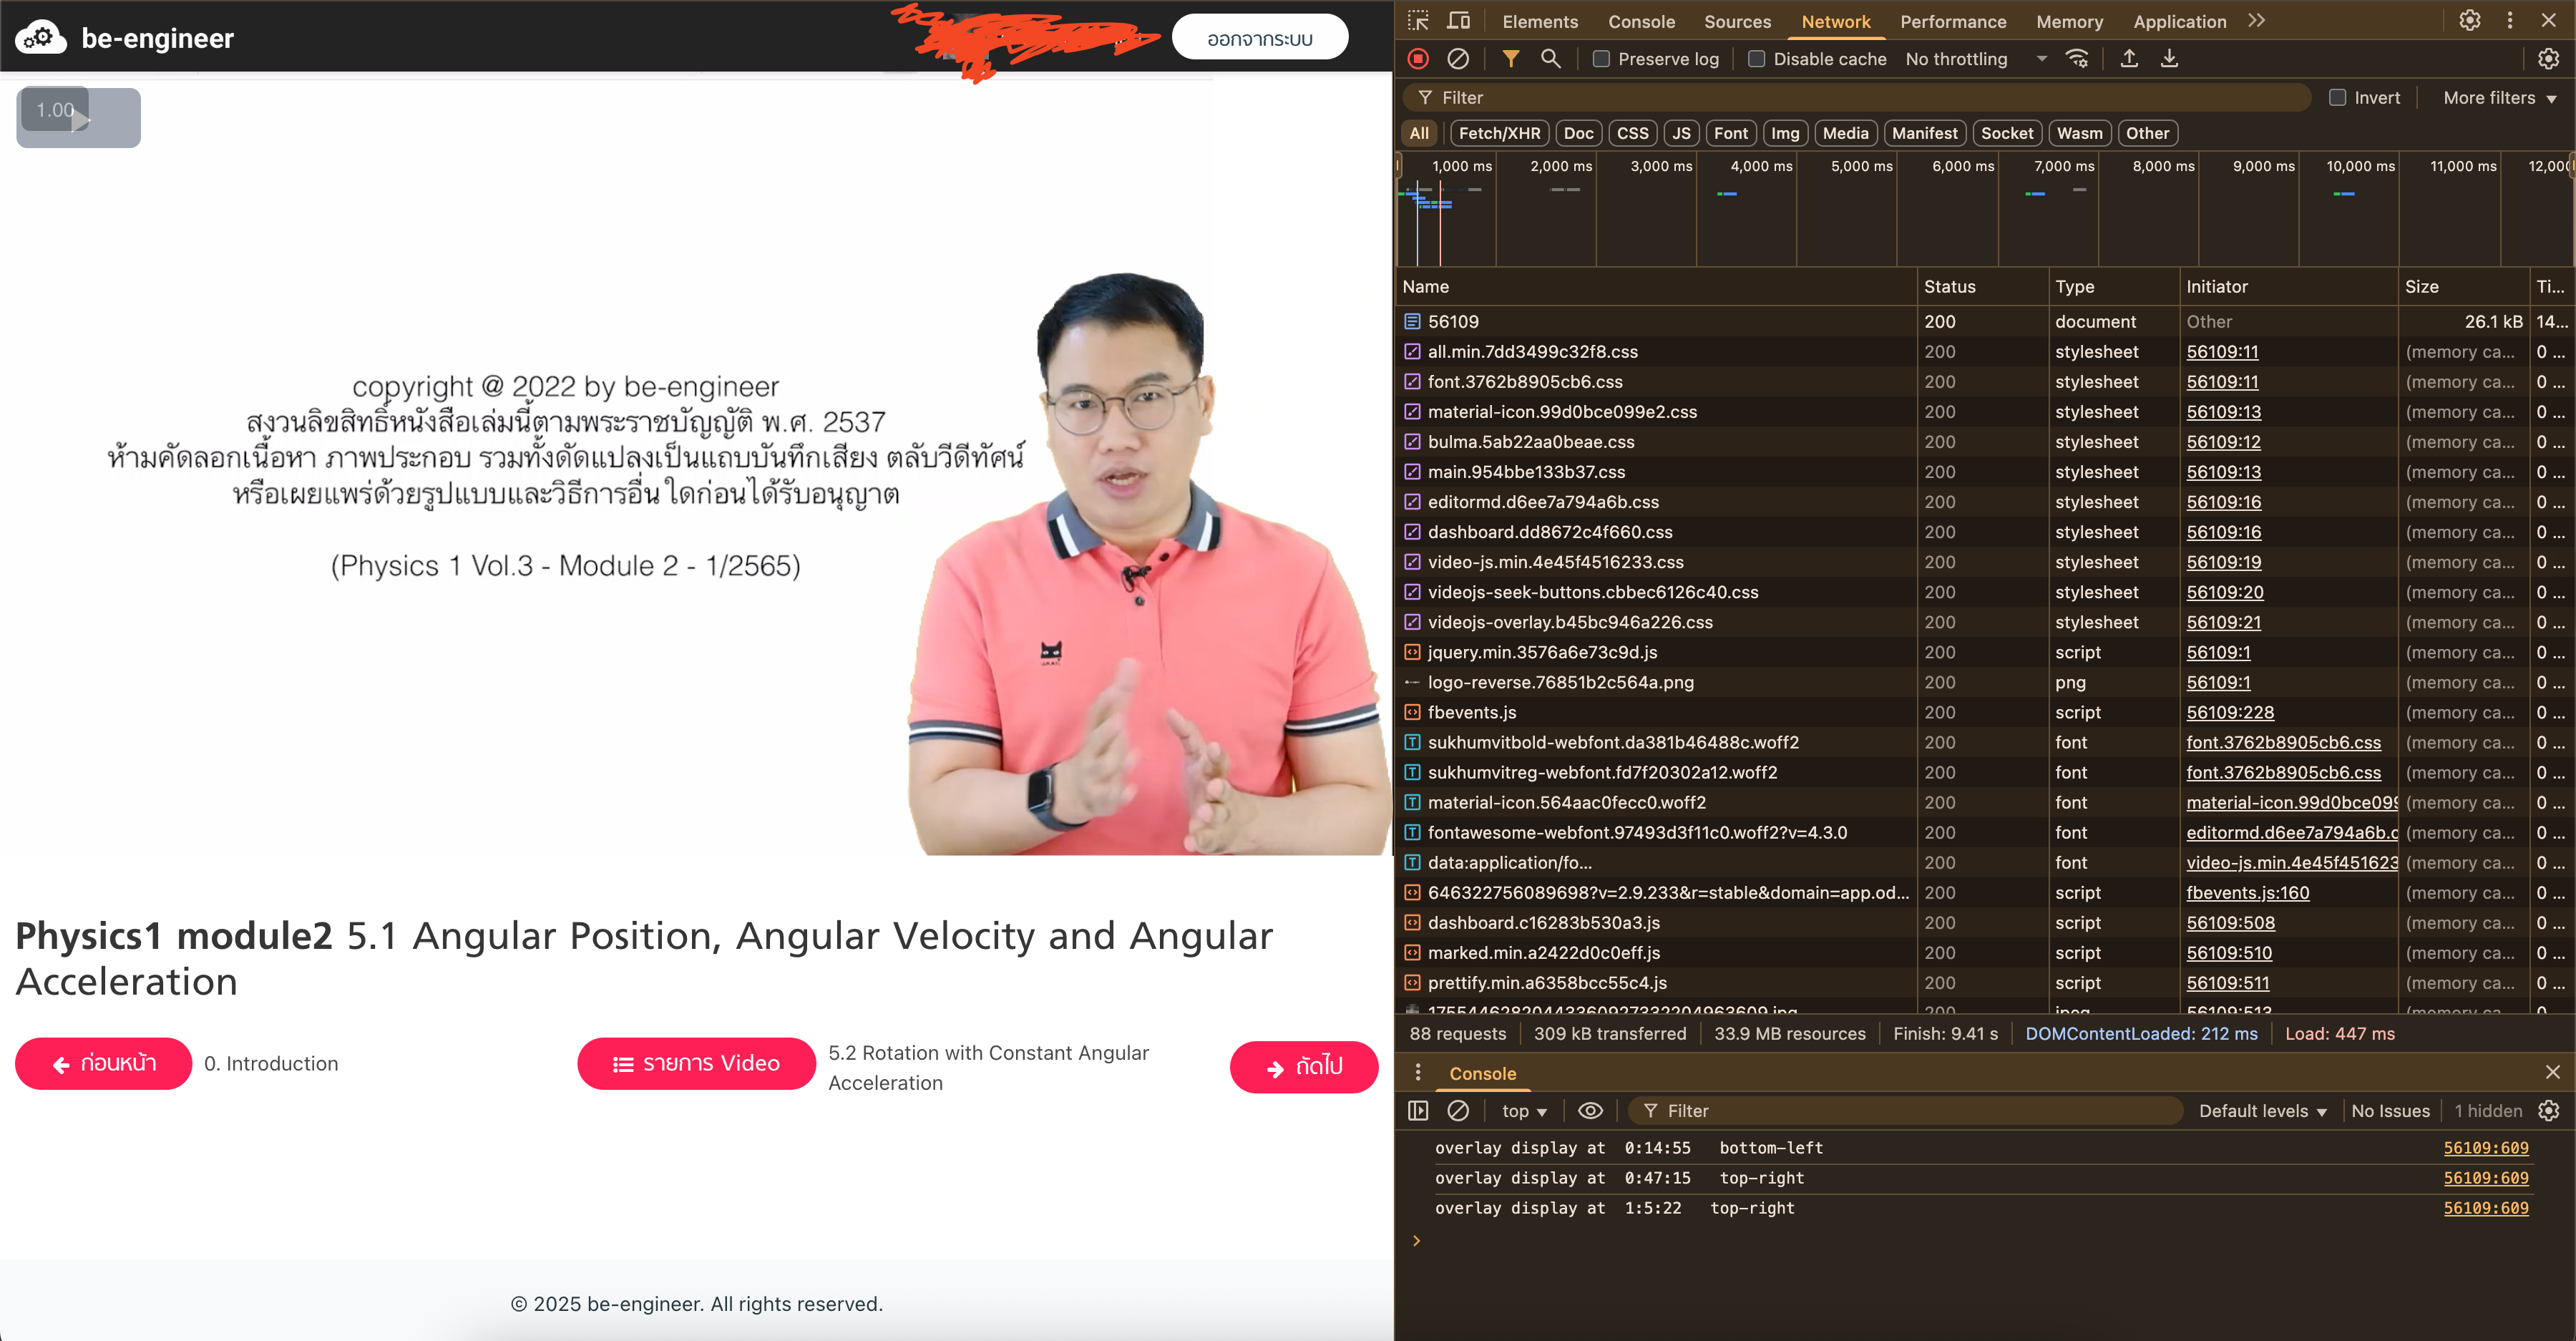 be-engineer
ออกจากระบบ
1.00
copyright @ 2022 by be-engineer
สงวนลิขสิทธิ์หนังสือเล่มนี้ตามพระราชบัญญัติ พ.ศ. 2537
ห้ามคัดลอกเนื้อหา ภาพประกอบ รวมทั้งดัดแปลงเป็นแถบบันทึกเสียง ตลับวีดีทัศน์
หรือเผยแพร่ด้วยรูปแบบและวิธีการอื่น ใดก่อนได้รับอนุญาต
(Physics 1 Vol.3 - Module 2 - 1/2565)
Physics1 module2 5.1 Angular Position, Angular Velocity and Angular
Acceleration
ก่อนหน้า 0. Introduction
รายการ Video
5.2 Rotation with Constant Angular
Acceleration
ถัดไป
© 2025 be-engineer. All rights reserved.
Elements Console Sources Network Performance Memory Application
Preserve log Disable cache No throttling
Filter Invert More filters
All Fetch/XHR Doc CSS JS Font Img Media Manifest Socket Wasm Other
1,000 ms 2,000 ms 3,000 ms 4,000 ms 5,000 ms 6,000 ms 7,000 ms 8,000 ms 9,000 ms 10,000 ms 11,000 ms 12,000
Name Status Type Initiator Size Ti...
56109 200 document Other 26.1 kB 14...
all.min.7dd3499c32f8.css 200 stylesheet 56109:11 (memory ca... 0 ...
font.3762b8905cb6.css 200 stylesheet 56109:11 (memory ca... 0 ...
material-icon.99d0bce099e2.css 200 stylesheet 56109:13 (memory ca... 0 ...
bulma.5ab22aa0beae.css 200 stylesheet 56109:12 (memory ca... 0 ...
main.954bbe133b37.css 200 stylesheet 56109:13 (memory ca... 0 ...
editormd.d6ee7a794a6b.css 200 stylesheet 56109:16 (memory ca... 0 ...
dashboard.dd8672c4f660.css 200 stylesheet 56109:16 (memory ca... 0 ...
video-js.min.4e45f4516233.css 200 stylesheet 56109:19 (memory ca... 0 ...
videojs-seek-buttons.cbbec6126c40.css 200 stylesheet 56109:20 (memory ca... 0 ...
videojs-overlay.b45bc946a226.css 200 stylesheet 56109:21 (memory ca... 0 ...
jquery.min.3576a6e73c9d.js 200 script 56109:1 (memory ca... 0 ...
logo-reverse.76851b2c564a.png 200 png 56109:1 (memory ca... 0 ...
fbevents.js 200 script 56109:228 (memory ca... 0 ...
sukhumvitbold-webfont.da381b46488c.woff2 200 font font.3762b8905cb6.css (memory ca... 0 ...
sukhumvitreg-webfont.fd7f20302a12.woff2 200 font font.3762b8905cb6.css (memory ca... 0 ...
material-icon.564aac0fecc0.woff2 200 font material-icon.99d0bce099 (memory ca... 0 ...
fontawesome-webfont.97493d3f11c0.woff2?v=4.3.0 200 font editormd.d6ee7a794a6b.c (memory ca... 0 ...
data:application/fo... 200 font video-js.min.4e45f451623 (memory ca... 0 ...
646322756089698?v=2.9.233&r=stable&domain=app.od... 200 script fbevents.js:160 (memory ca... 0 ...
dashboard.c16283b530a3.js 200 script 56109:508 (memory ca... 0 ...
marked.min.a2422d0c0eff.js 200 script 56109:510 (memory ca... 0 ...
prettify.min.a6358bcc55c4.js 200 script 56109:511 (memory ca... 0 ...
88 requests 309 kB transferred 33.9 MB resources Finish: 9.41 s DOMContentLoaded: 212 ms Load: 447 ms
Console
top Filter Default levels No Issues 1 hidden
overlay display at 0:14:55 bottom-left 56109:609
overlay display at 0:47:15 top-right 56109:609
overlay display at 1:5:22 top-right 56109:609